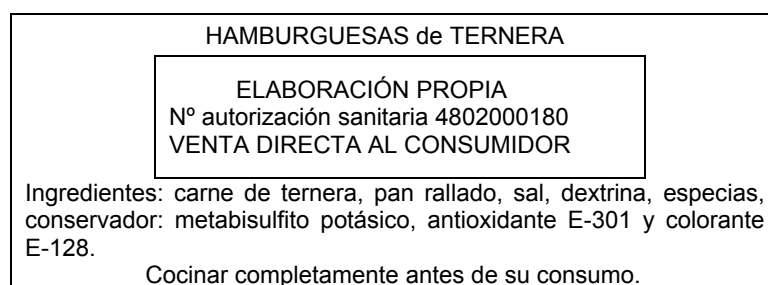 HAMBURGUESAS de TERNERA
ELABORACIÓN PROPIA
Nº autorización sanitaria 4802000180
VENTA DIRECTA AL CONSUMIDOR
Ingredientes: carne de ternera, pan rallado, sal, dextrina, especias,
conservador: metabisulfito potásico, antioxidante E-301 y colorante
E-128.
Cocinar completamente antes de su consumo.